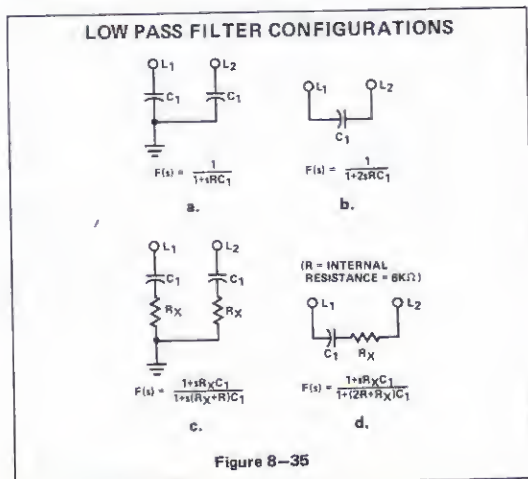 LOW PASS FILTER CONFIGURATIONS
L1 L2
C1 C1
F(s) = 1/1+sRC1
a.
L1 L2
C1
F(s) = 1/1+2sRC1
b.
L1 L2
C1 C1
RX RX
F(s) = 1+sRXC1/1+s(RX+R)C1
c.
(R = INTERNAL
RESISTANCE = 6KΩ)
L1 L2
C1 RX
F(s) = 1+sRXC1/1+(2R+RX)C1
d.
Figure 8-35